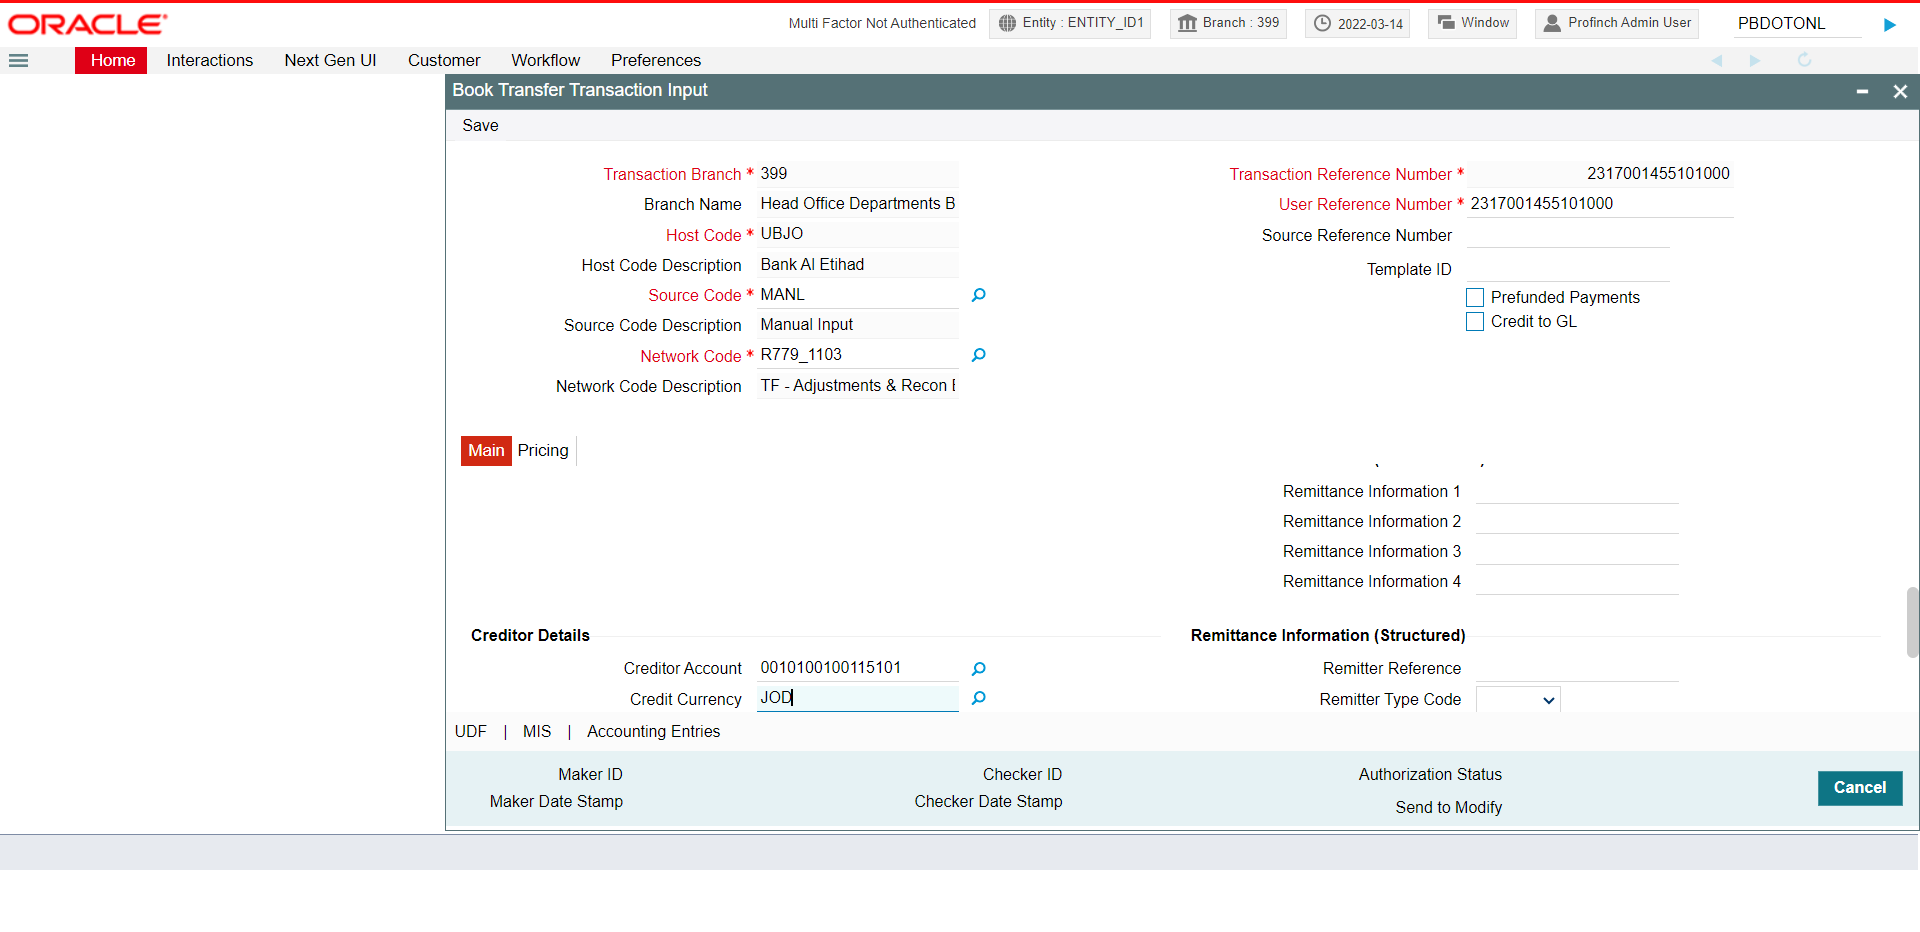 ORACLE
Multi Factor Not Authenticated
Entity : ENTITY_ID1
Branch : 399
2022-03-14
Window
Profinch Admin User
PBDOTONL
Home
Interactions
Next Gen UI
Customer
Workflow
Preferences
Book Transfer Transaction Input
Save
Transaction Branch * 399
Branch Name Head Office Departments B
Host Code * UBJO
Host Code Description Bank Al Etihad
Source Code * MANL
Source Code Description Manual Input
Network Code * R779_1103
Network Code Description TF - Adjustments & Recon
Transaction Reference Number * 2317001455101000
User Reference Number * 2317001455101000
Source Reference Number
Template ID
Prefunded Payments
Credit to GL
Main
Pricing
Remittance Information 1
Remittance Information 2
Remittance Information 3
Remittance Information 4
Creditor Details
Creditor Account 0010100100115101
Credit Currency JOD
Remittance Information (Structured)
Remitter Reference
Remitter Type Code
UDF | MIS | Accounting Entries
Maker ID
Maker Date Stamp
Checker ID
Checker Date Stamp
Authorization Status
Send to Modify
Cancel